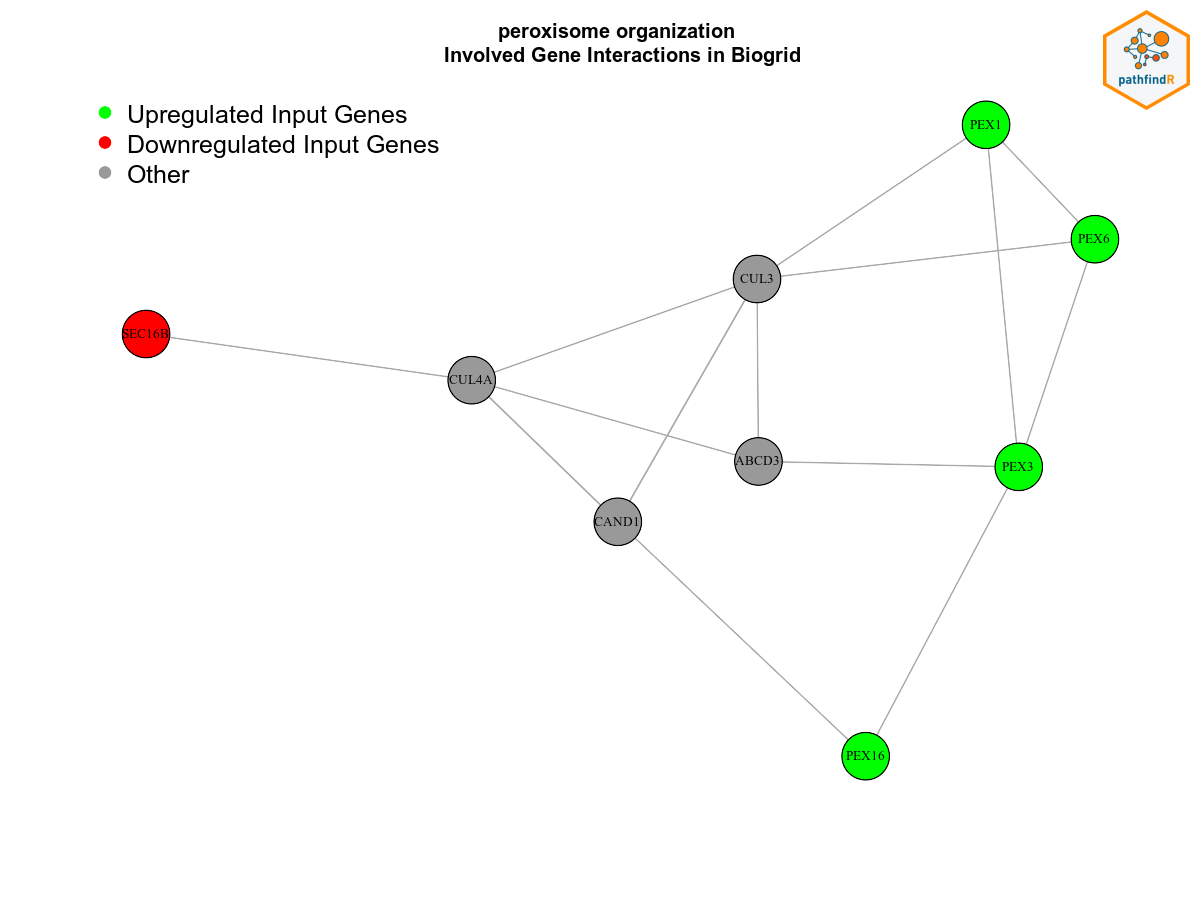 peroxisome organization
Involved Gene Interactions in Biogrid
pathfindR
Upregulated Input Genes
Downregulated Input Genes
Other
PEX1
PEX6
CUL3
SEC16B
CUL4A
ABCD3
PEX3
CAND1
PEX16